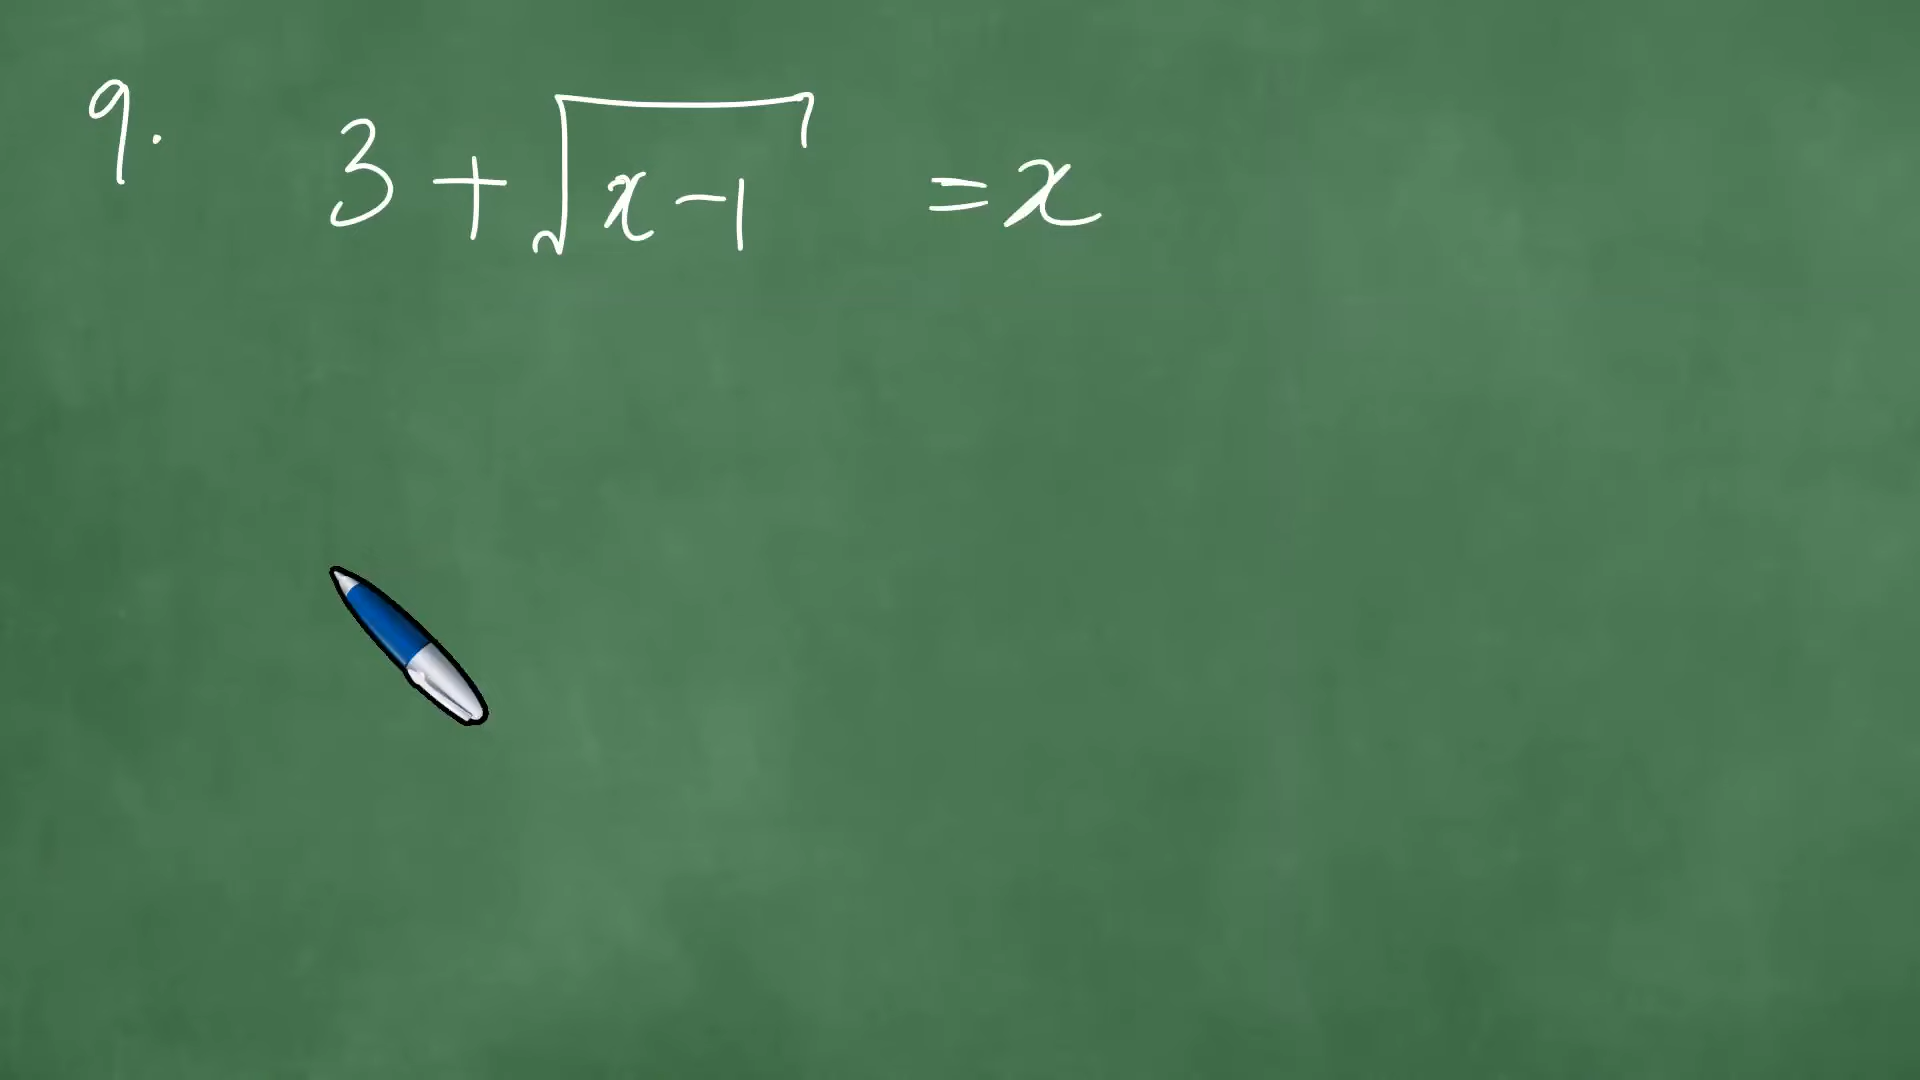 9. 3 + √(x - 1) = x